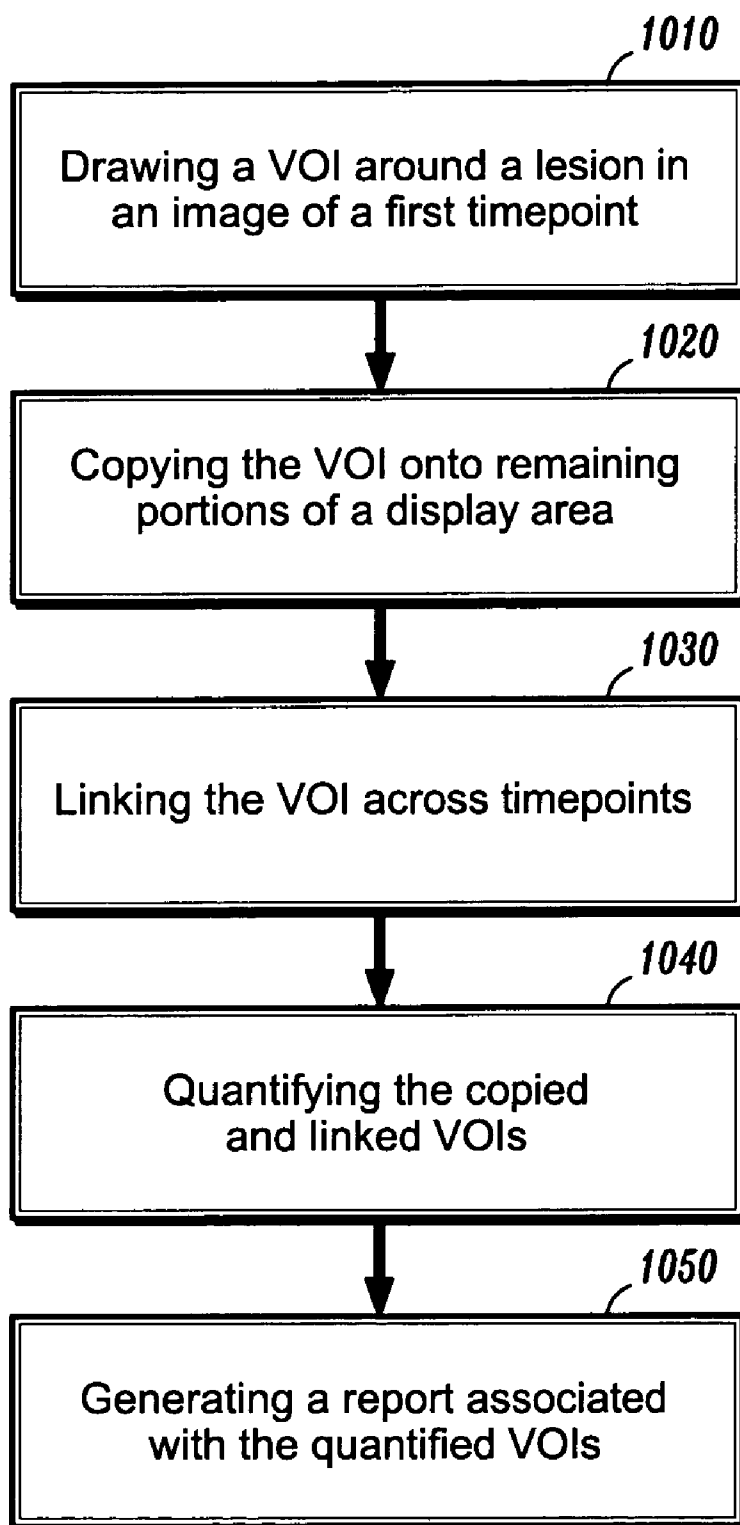 1010
Drawing a VOI around a lesion in
an image of a first timepoint
1020
Copying the VOI onto remaining
portions of a display area
1030
Linking the VOI across timepoints
1040
Quantifying the copied
and linked VOIs
1050
Generating a report associated
with the quantified VOIs